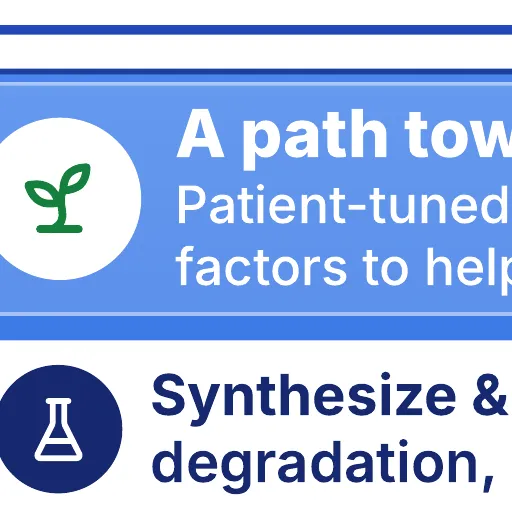 A path tow
Patient-tuned
factors to help
Synthesize &
degradation,